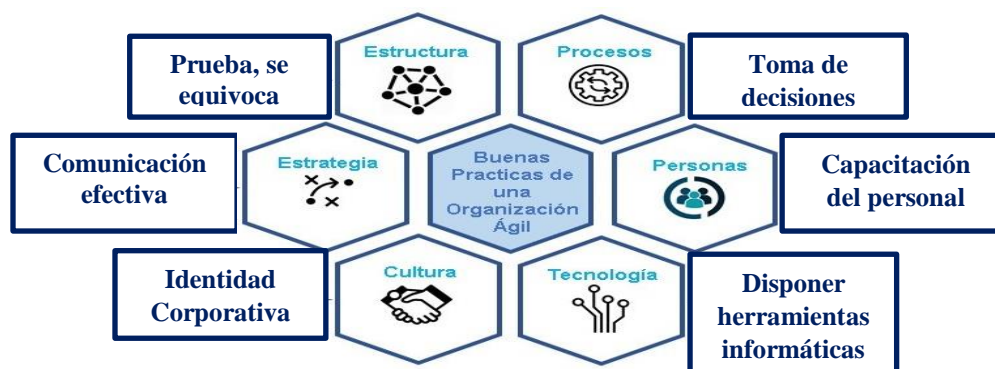 Prueba, se
equivoca
Estructura
Procesos
Toma de
decisiones
Comunicación
efectiva
Estrategia
Buenas
Practicas de
una
Organización
Ágil
Personas
Capacitación
del personal
Identidad
Corporativa
Cultura
Tecnología
Disponer
herramientas
informáticas